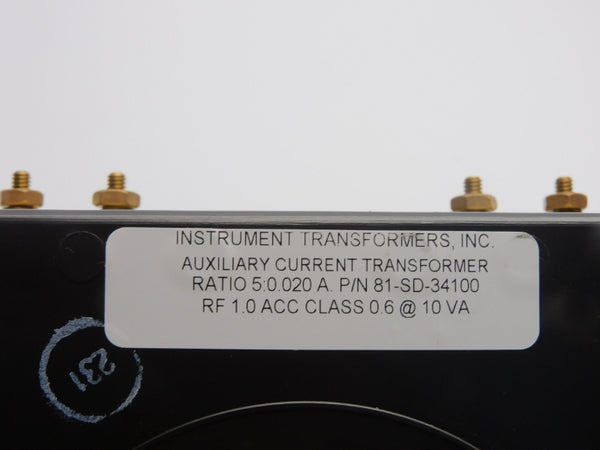 INSTRUMENT TRANSFORMERS, INC.
AUXILIARY CURRENT TRANSFORMER
RATIO 5:0.020 A. P/N 81-SD-34100
RF 1.0 ACC CLASS 0.6 @ 10 VA
231